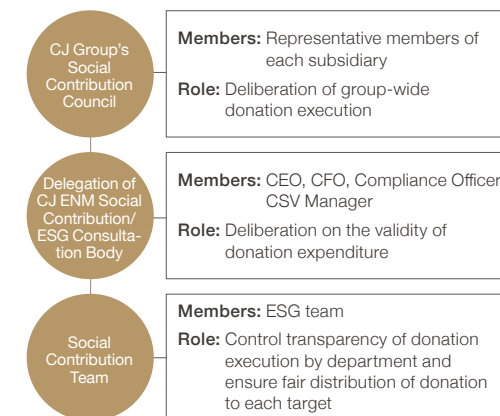 CJ Group's
Social
Contribution
Council
Members: Representative members of
each subsidiary
Role: Deliberation of group-wide
donation execution
Delegation of
CJ ENM Social
Contribution/
ESG Consulta-
tion Body
Members: CEO, CFO, Compliance Officer
CSV Manager
Role: Deliberation on the validity of
donation expenditure
Social
Contribution
Team
Members: ESG team
Role: Control transparency of donation
execution by department and
ensure fair distribution of donation
to each target